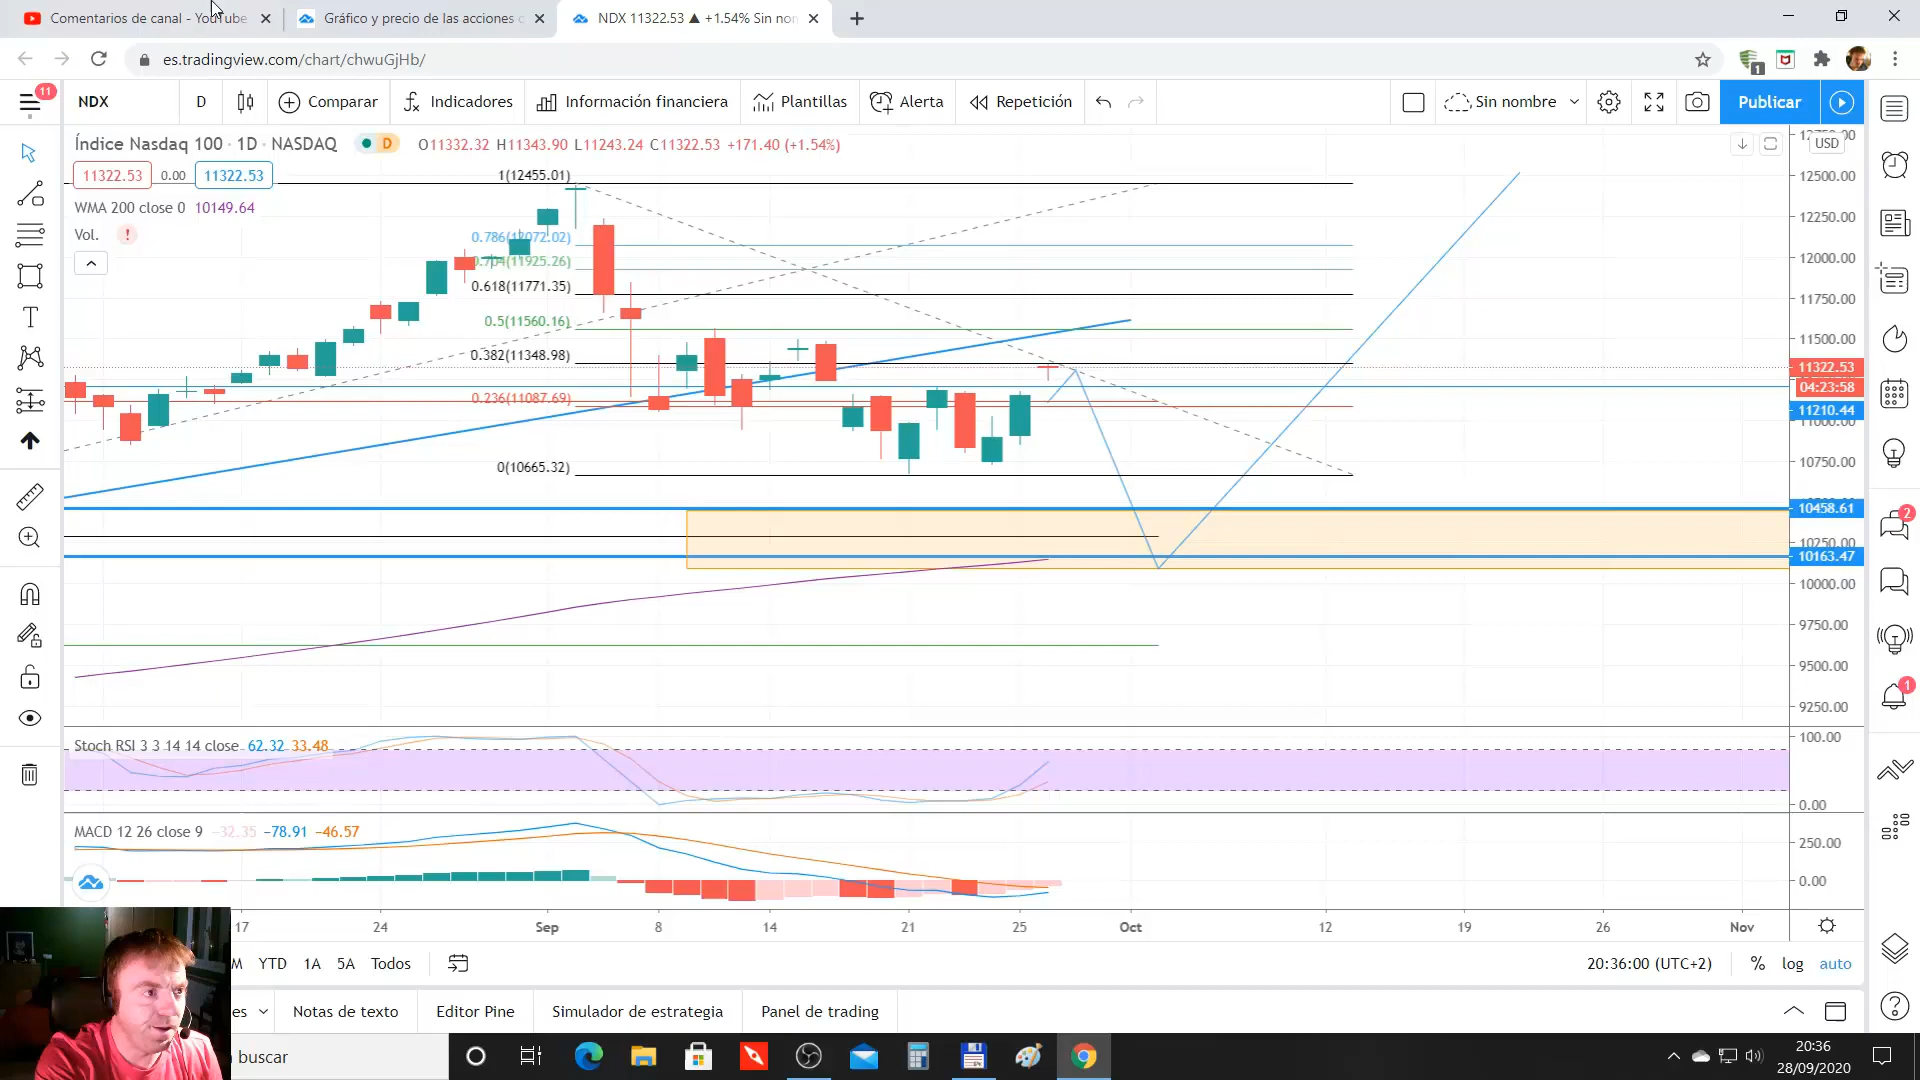 Comentarios de canal - YouTube
Gráfico y precio de las acciones
NDX 11322.53 ▲ +1.54% Sin nom
es.tradingview.com/chart/chwuGjHb/
1
11
NDX
D
Comparar
Indicadores
Información financiera
Plantillas
Alerta
Repetición
Sin nombre
Publicar
Índice Nasdaq 100 · 1D · NASDAQ
D
O11332.32 H11343.90 L11243.24 C11322.53 +171.40 (+1.54%)
USD
11322.53
0.00
11322.53
WMA 200 close 0 10149.64
Vol.
!
1(12455.01)
0.786(12072.02)
0.704(11925.26)
0.618(11771.35)
0.5(11560.16)
0.382(11348.98)
0.236(11087.69)
0(10665.32)
12750.00
12500.00
12250.00
12000.00
11750.00
11500.00
11322.53
04:23:58
11210.44
11000.00
10750.00
10458.61
10250.00
10163.47
10000.00
9750.00
9500.00
9250.00
2
1
Stoch RSI 3 3 14 14 close 62.32 33.48
100.00
0.00
MACD 12 26 close 9 −32.35 −78.91 −46.57
250.00
0.00
17
24
Sep
8
14
21
25
Oct
12
19
26
Nov
M
YTD
1A
5A
Todos
20:36:00 (UTC+2)
%
log
auto
es
Notas de texto
Editor Pine
Simulador de estrategia
Panel de trading
buscar
20:36
28/09/2020